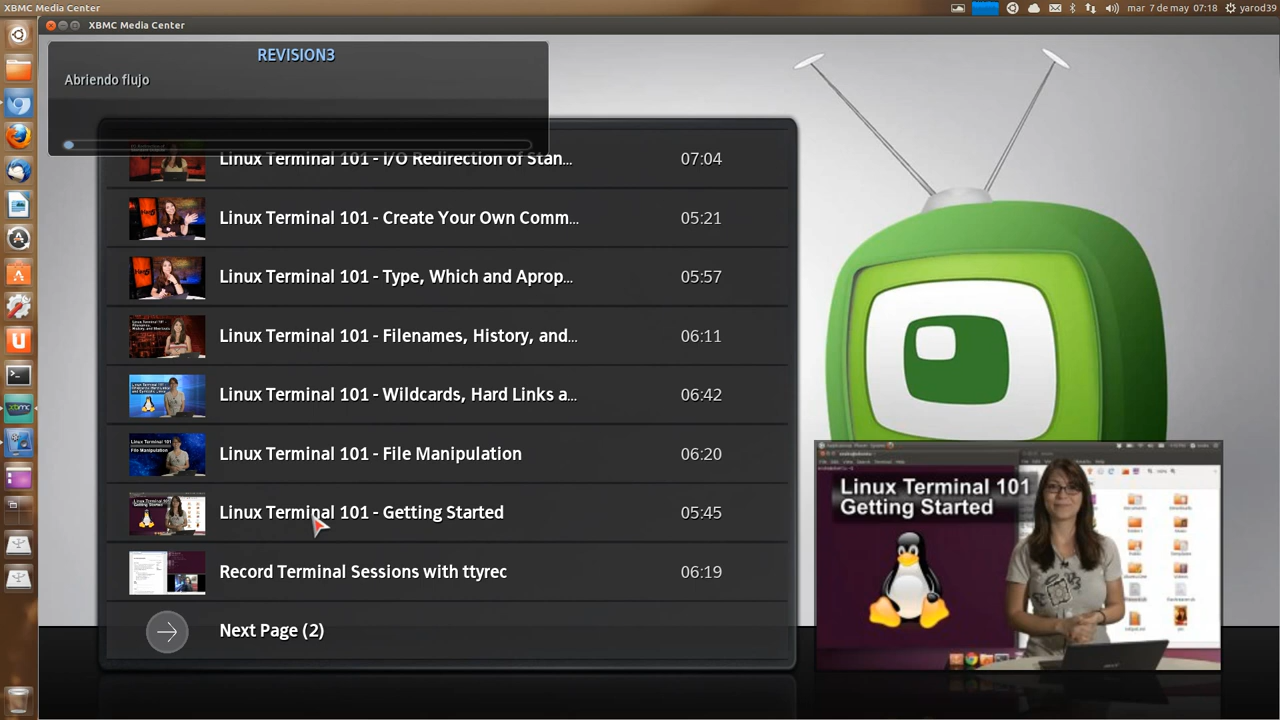 XBMC Media Center
mar 7 de may 07:18
yarod39
XBMC Media Center
REVISION3
Abriendo flujo
Linux Terminal 101 - I/O Redirection of Stan...
07:04
Linux Terminal 101 - Create Your Own Comm...
05:21
Linux Terminal 101 - Type, Which and Aprop...
05:57
Linux Terminal 101 - Filenames, History, and...
06:11
Linux Terminal 101 - Wildcards, Hard Links a...
06:42
Linux Terminal 101 - File Manipulation
06:20
Linux Terminal 101 - Getting Started
05:45
Record Terminal Sessions with ttyrec
06:19
Next Page (2)
Linux Terminal 101
Getting Started